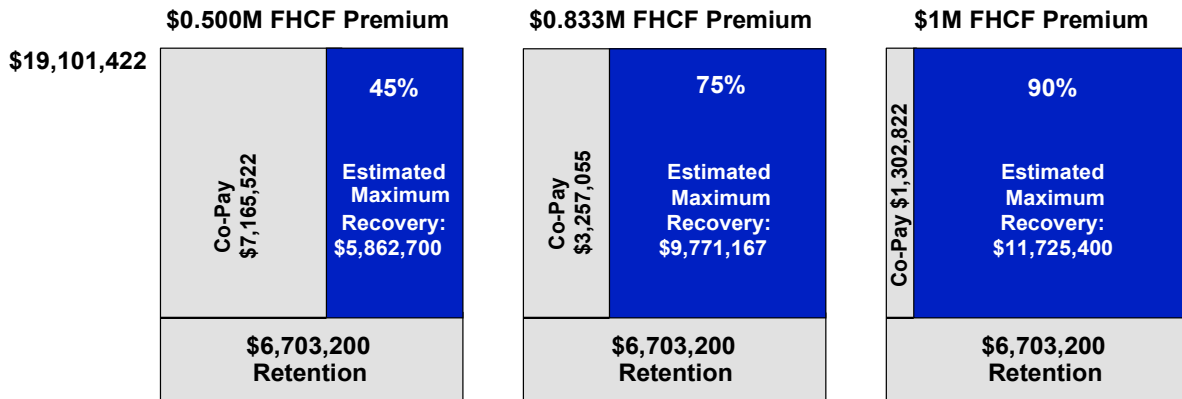 $0.500M FHCF Premium
$0.833M FHCF Premium
$1M FHCF Premium
$19,101,422
Co-Pay
$7,165,522
45%
Estimated
Maximum
Recovery:
$5,862,700
$6,703,200
Retention
Co-Pay
$3,257,055
75%
Estimated
Maximum
Recovery:
$9,771,167
$6,703,200
Retention
Co-Pay $1,302,822
90%
Estimated
Maximum
Recovery:
$11,725,400
$6,703,200
Retention